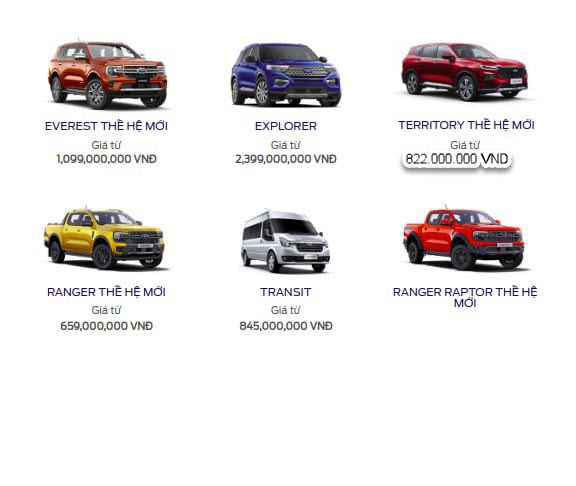 EVEREST THẾ HỆ MỚI
Giá từ
1,099,000,000 VNĐ
EXPLORER
Giá từ
2,399,000,000 VNĐ
TERRITORY THẾ HỆ MỚI
Giá từ
822.000.000 VND
RANGER THẾ HỆ MỚI
Giá từ
659,000,000 VNĐ
TRANSIT
Giá từ
845,000,000 VNĐ
RANGER RAPTOR THẾ HỆ
MỚI